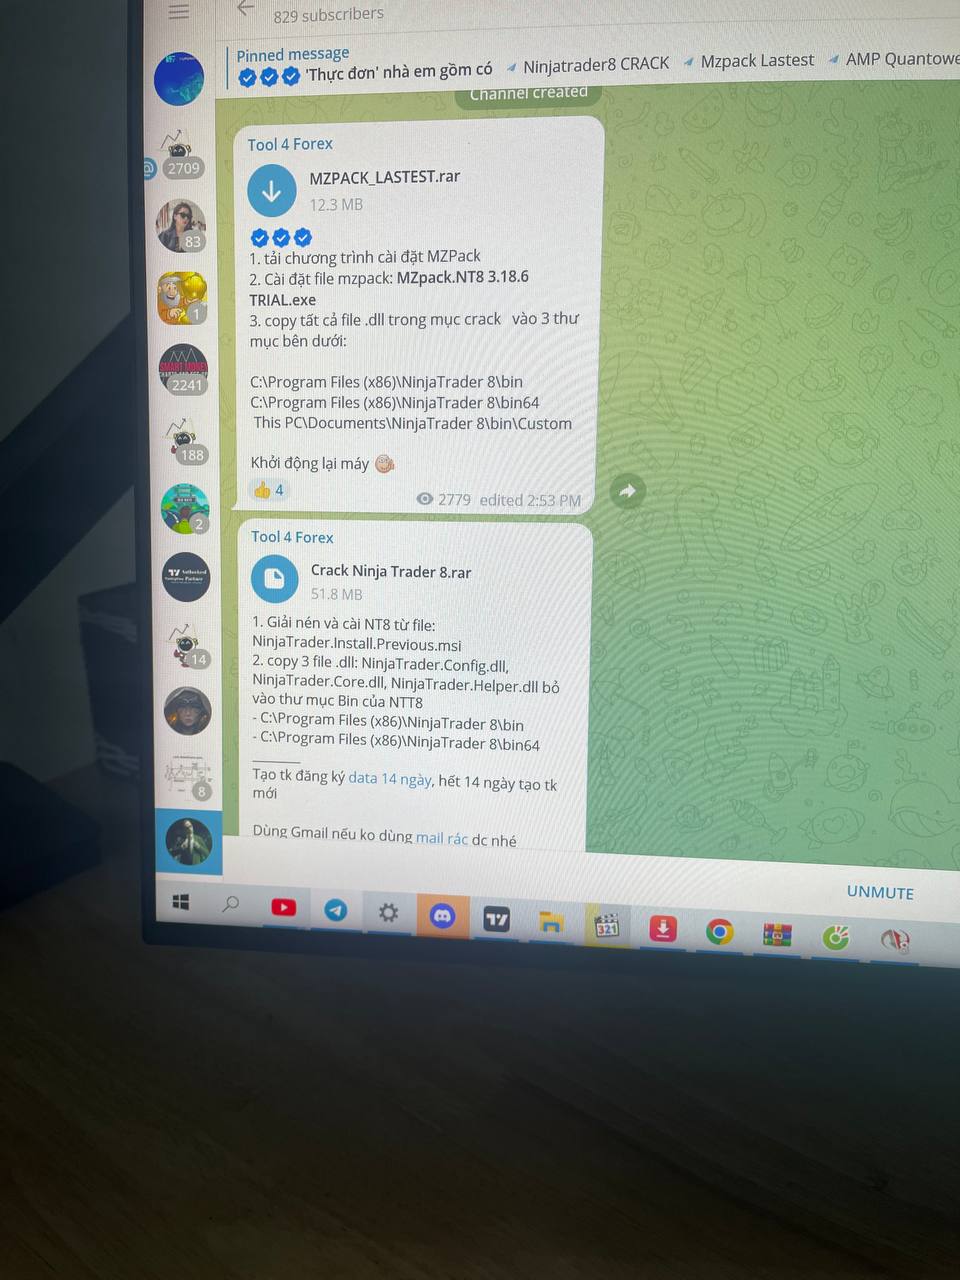 829 subscribers
Pinned message
'Thực đơn' nhà em gồm có Ninjatrader8 CRACK Mzpack Lastest AMP Quantowe
Channel created
Tool 4 Forex
MZPACK_LASTEST.rar
12.3 MB
1. tải chương trình cài đặt MZPack
2. Cài đặt file mzpack: MZpack.NT8 3.18.6
TRIAL.exe
3. copy tất cả file .dll trong mục crack vào 3 thư
mục bên dưới:
C:\Program Files (x86)\NinjaTrader 8\bin
C:\Program Files (x86)\NinjaTrader 8\bin64
This PC\Documents\NinjaTrader 8\bin\Custom
Khởi động lại máy
4
2779 edited 2:53 PM
Tool 4 Forex
Crack Ninja Trader 8.rar
51.8 MB
1. Giải nén và cài NT8 từ file:
NinjaTrader.Install.Previous.msi
2. copy 3 file .dll: NinjaTrader.Config.dll,
NinjaTrader.Core.dll, NinjaTrader.Helper.dll bỏ
vào thư mục Bin của NTT8
- C:\Program Files (x86)\NinjaTrader 8\bin
- C:\Program Files (x86)\NinjaTrader 8\bin64
Tạo tk đăng ký data 14 ngày, hết 14 ngày tạo tk
mới
Dùng Gmail nếu ko dùng mail rác dc nhé
UNMUTE
2709
83
1
SMART MONEY
2241
188
2
14
8
321